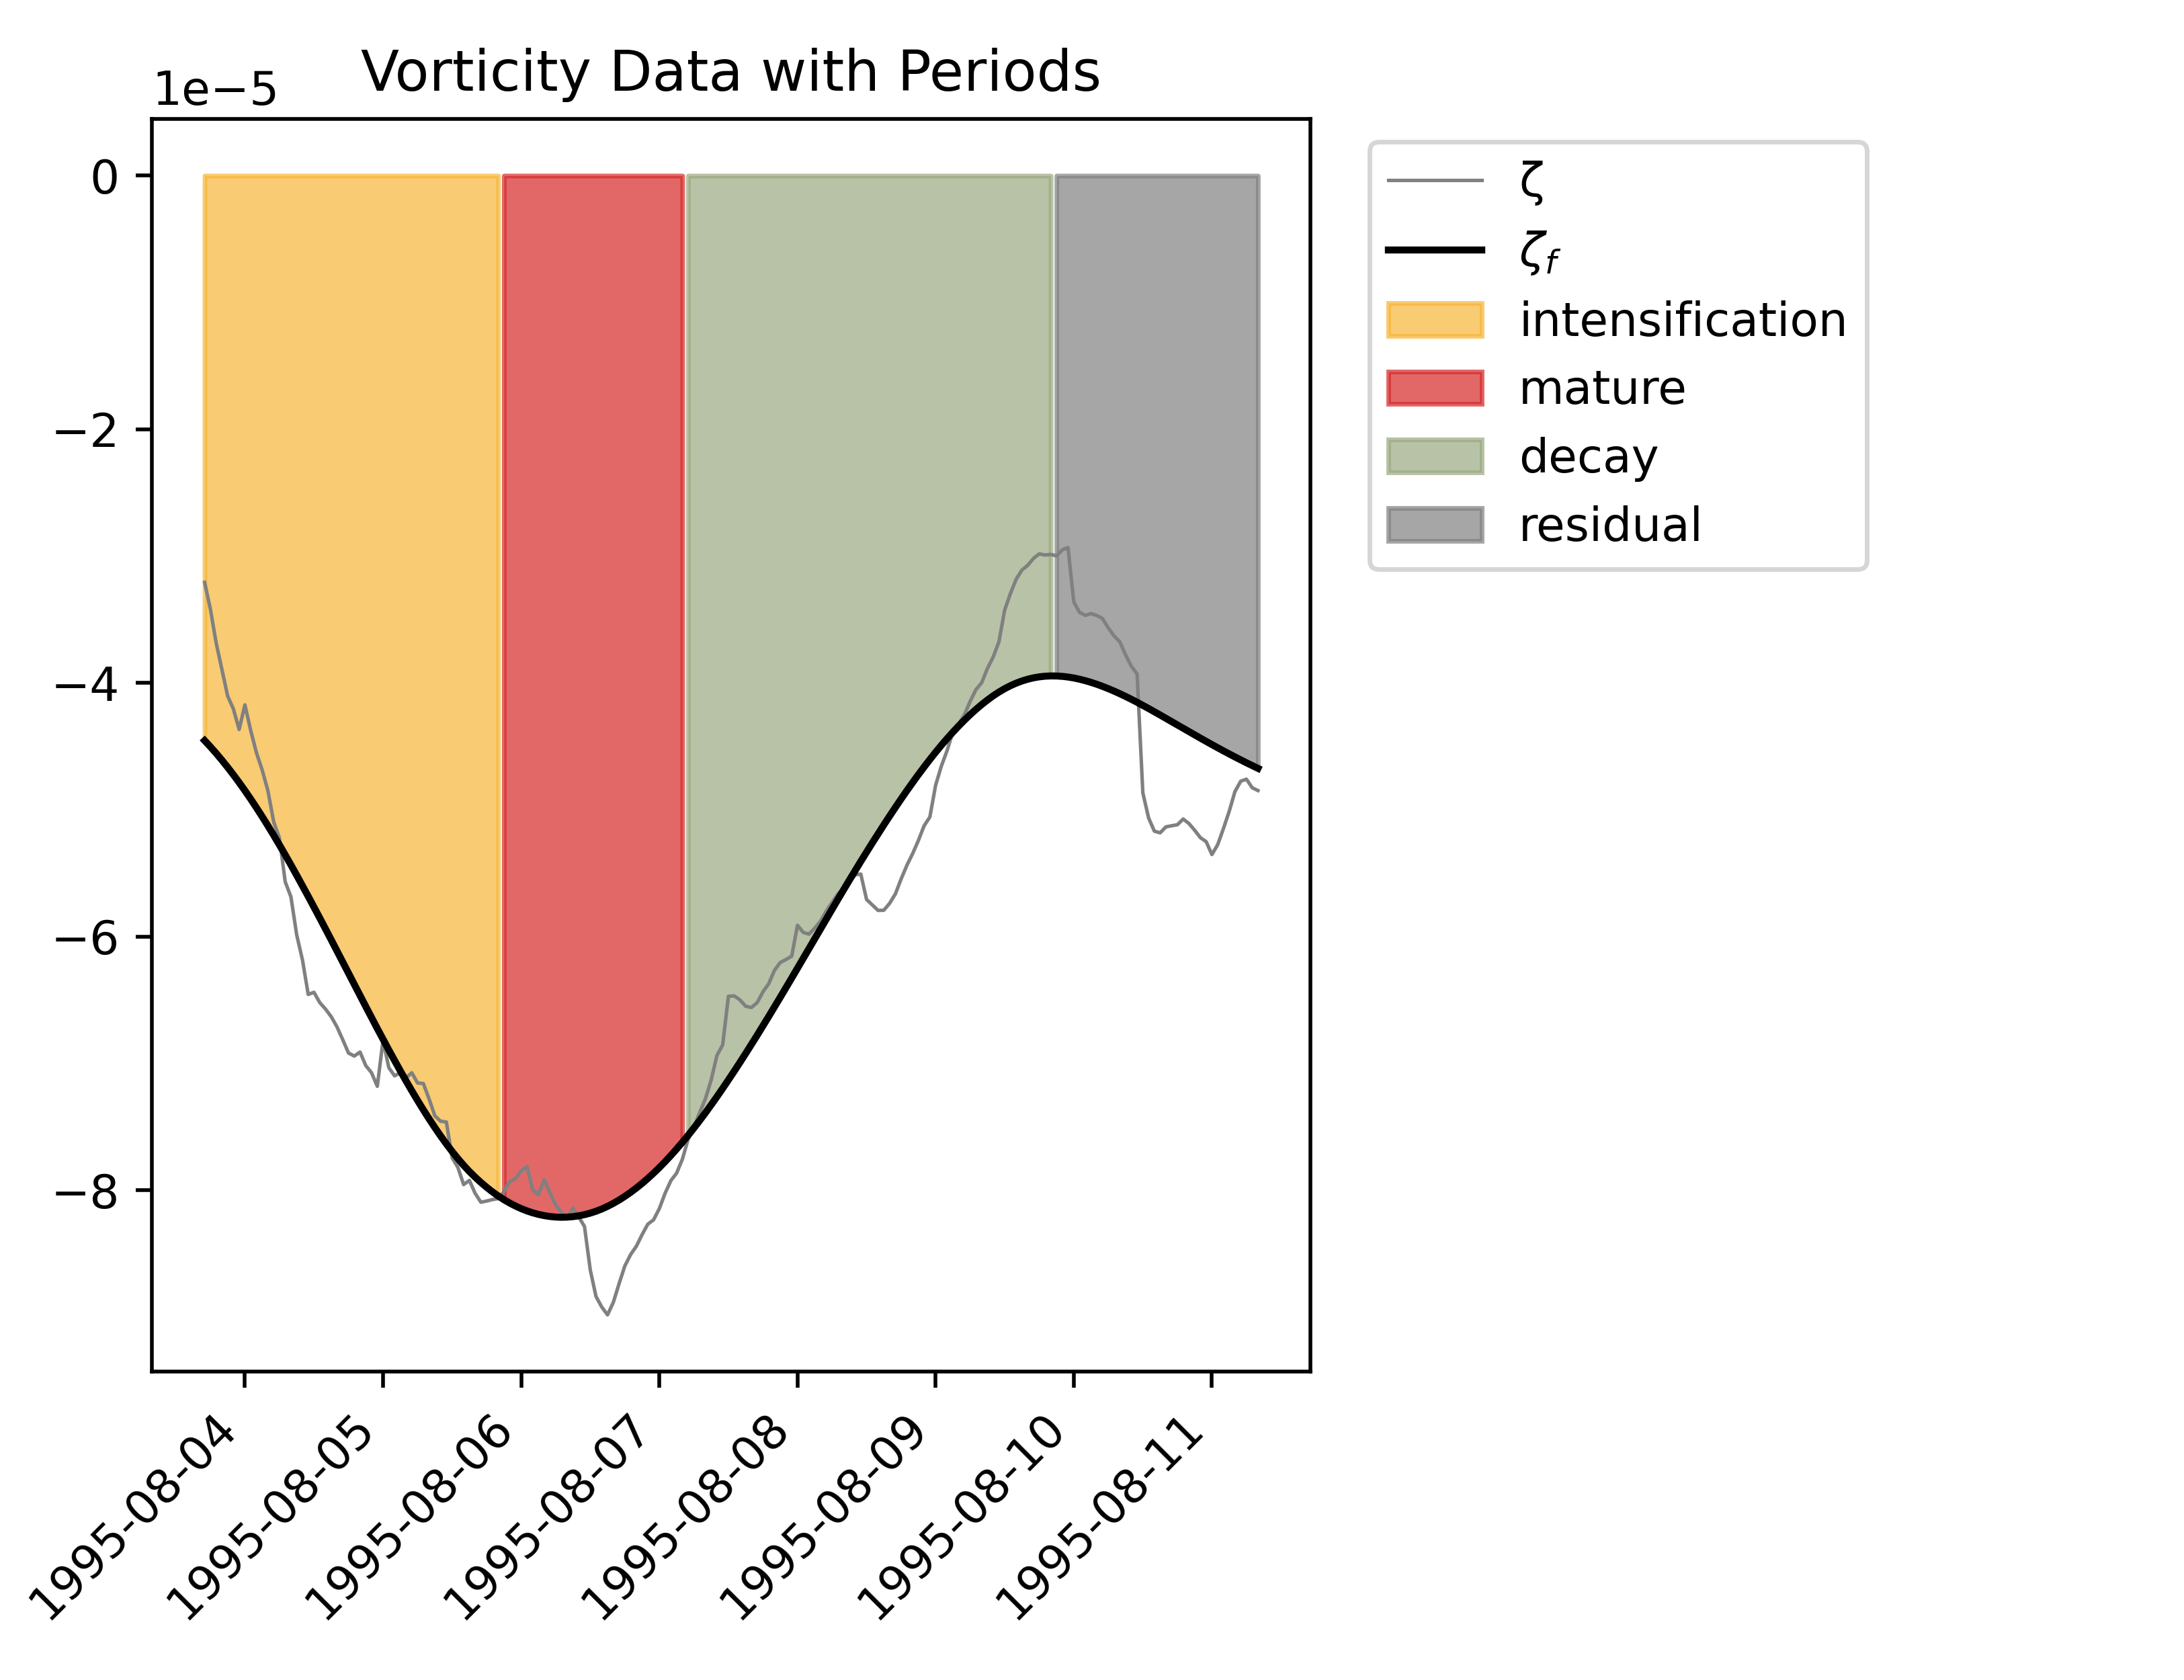 Vorticity Data with Periods
1e−5
0
−2
−4
−6
−8
1995-08-04
1995-08-05
1995-08-06
1995-08-07
1995-08-08
1995-08-09
1995-08-10
1995-08-11
ζ
ζf
intensification
mature
decay
residual